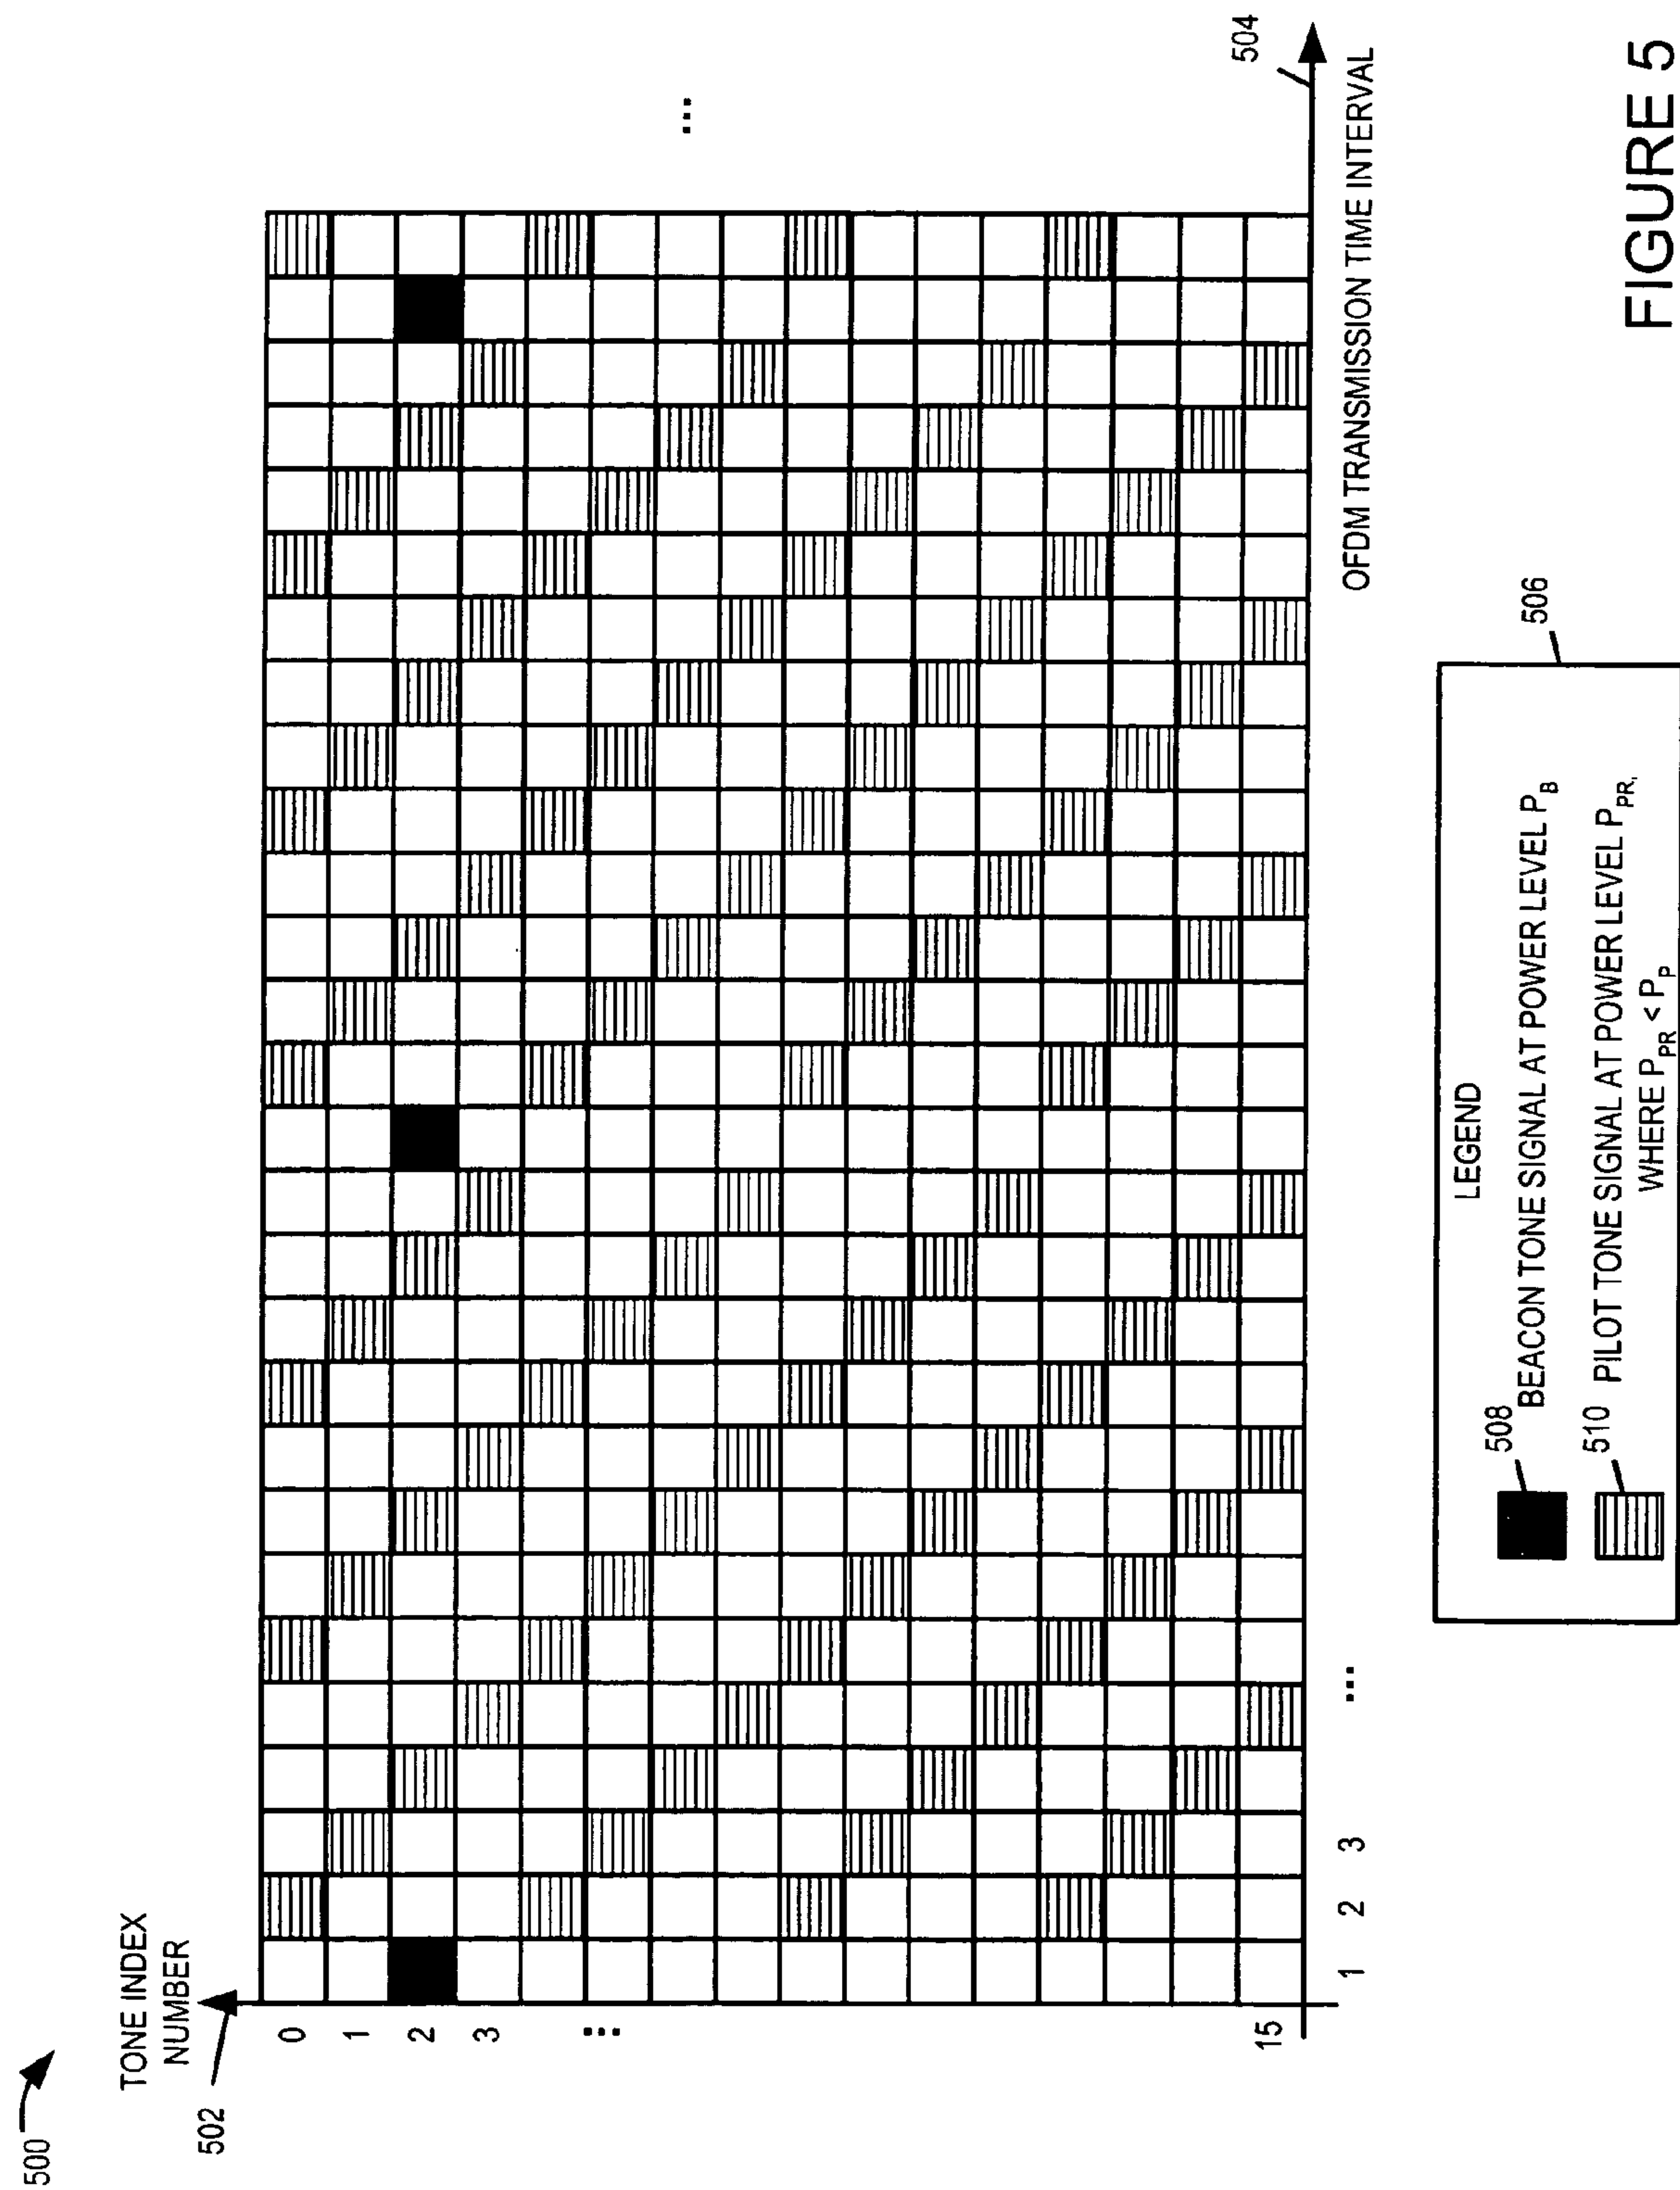 500
TONE INDEX
NUMBER
502
0
1
2
3
...
15
...
1
2
3
...
504
OFDM TRANSMISSION TIME INTERVAL
LEGEND
506
508
BEACON TONE SIGNAL AT POWER LEVEL P_B
510
PILOT TONE SIGNAL AT POWER LEVEL P_PR,
WHERE P_PR < P_P
FIGURE 5